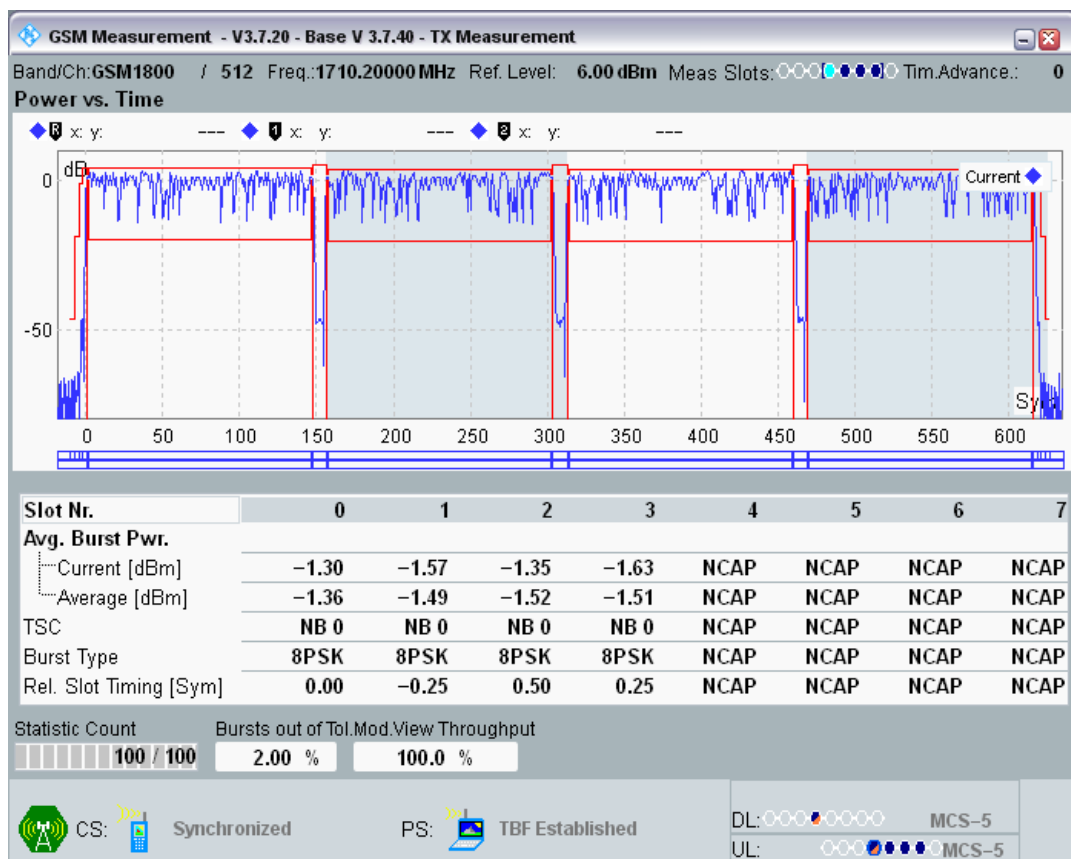 GSM Measurement - V3.7.20 - Base V 3.7.40 - TX Measurement
Band/Ch:GSM1800 / 512 Freq.:1710.20000 MHz Ref. Level: 6.00 dBm Meas Slots: Tim.Advance.: 0
Power vs. Time
R x: y: --- 1 x: y: --- 2 x: y: ---
dB
Current
0
-50
0 50 100 150 200 250 300 350 400 450 500 550 600
Slot Nr. 0 1 2 3 4 5 6 7
Avg. Burst Pwr.
Current [dBm] −1.30 −1.57 −1.35 −1.63 NCAP NCAP NCAP NCAP
Average [dBm] −1.36 −1.49 −1.52 −1.51 NCAP NCAP NCAP NCAP
TSC NB 0 NB 0 NB 0 NB 0 NCAP NCAP NCAP NCAP
Burst Type 8PSK 8PSK 8PSK 8PSK NCAP NCAP NCAP NCAP
Rel. Slot Timing [Sym] 0.00 −0.25 0.50 0.25 NCAP NCAP NCAP NCAP
Statistic Count Bursts out of Tol.Mod.View Throughput
100 / 100 2.00 % 100.0 %
CS: Synchronized PS: TBF Established
DL: MCS−5
UL: MCS−5